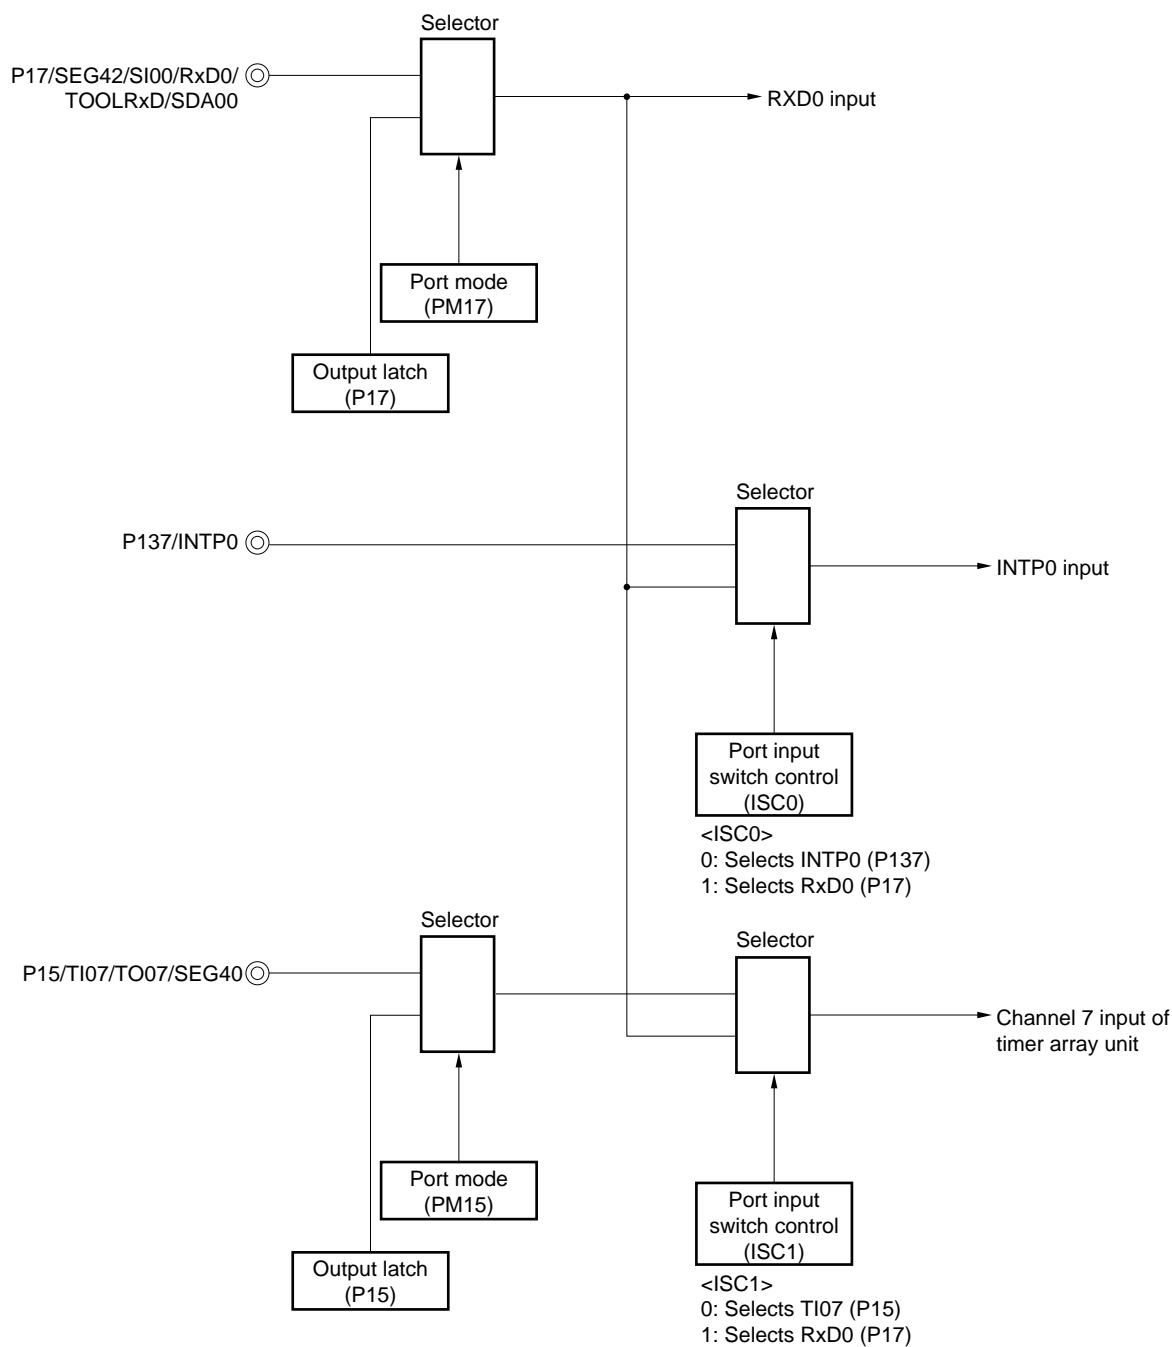 Selector
P17/SEG42/SI00/RxD0/
TOOLRxD/SDA00
RXD0 input
Port mode
(PM17)
Output latch
(P17)
Selector
P137/INTP0
INTP0 input
Port input
switch control
(ISC0)
<ISC0>
0: Selects INTP0 (P137)
1: Selects RxD0 (P17)
Selector
Selector
P15/TI07/TO07/SEG40
Channel 7 input of
timer array unit
Port mode
(PM15)
Output latch
(P15)
Port input
switch control
(ISC1)
<ISC1>
0: Selects TI07 (P15)
1: Selects RxD0 (P17)